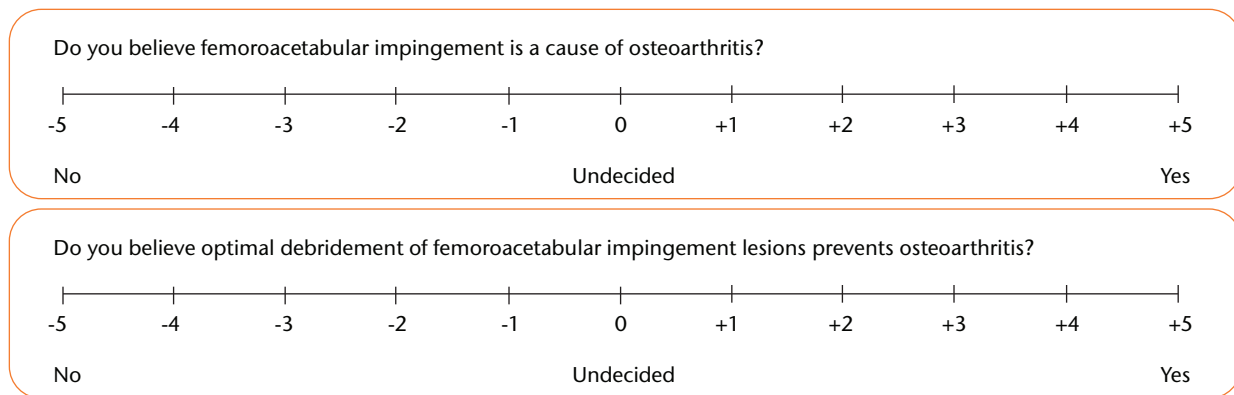 Do you believe femoroacetabular impingement is a cause of osteoarthritis?
-5 -4 -3 -2 -1 0 +1 +2 +3 +4 +5
No Undecided Yes
Do you believe optimal debridement of femoroacetabular impingement lesions prevents osteoarthritis?
-5 -4 -3 -2 -1 0 +1 +2 +3 +4 +5
No Undecided Yes